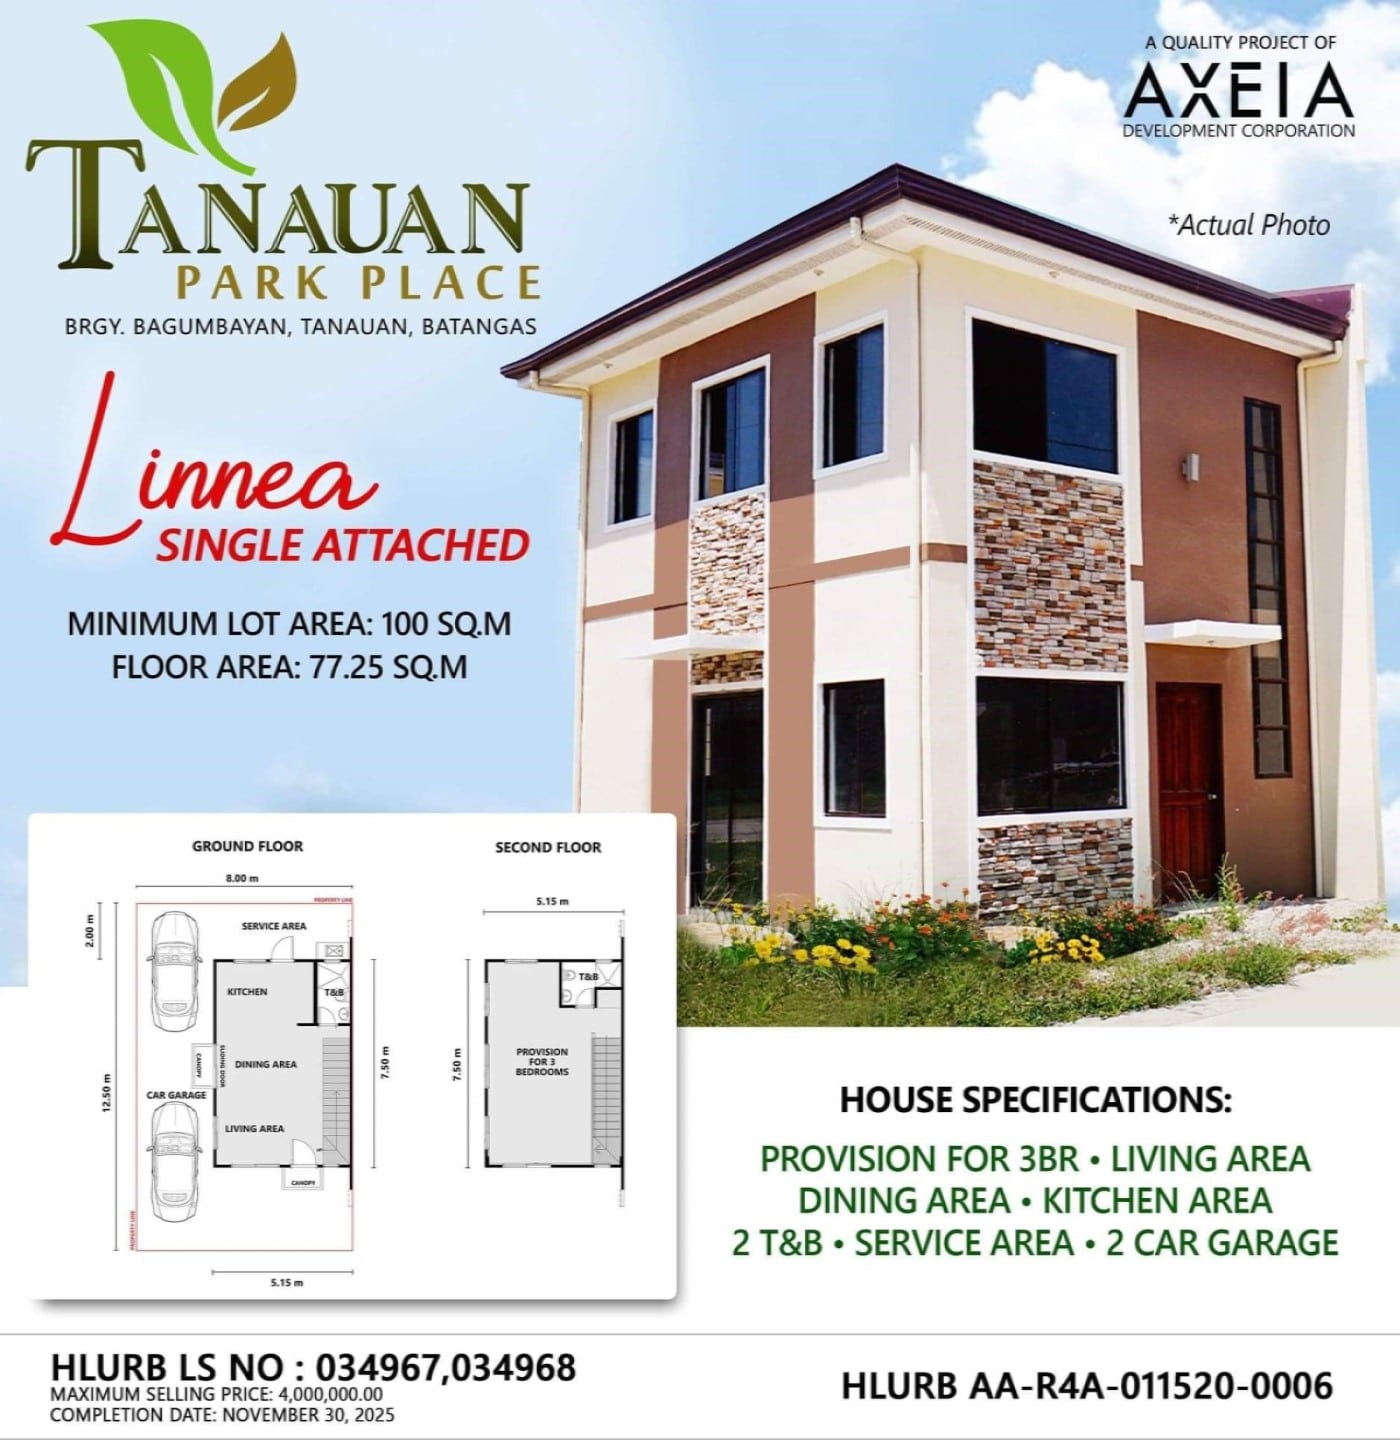 TANAUAN
PARK PLACE
BRGY. BAGUMBAYAN, TANAUAN, BATANGAS
A QUALITY PROJECT OF
AXEIA
DEVELOPMENT CORPORATION
*Actual Photo
Linnea
SINGLE ATTACHED
MINIMUM LOT AREA: 100 SQ.M
FLOOR AREA: 77.25 SQ.M
GROUND FLOOR
8.00 m
PROPERTY LINE
2.00 m
SERVICE AREA
KITCHEN
T&B
CANOPY
SLIDING DOOR
DINING AREA
12.50 m
7.50 m
CAR GARAGE
LIVING AREA
CANOPY
PROPERTY LINE
5.15 m
SECOND FLOOR
5.15 m
T&B
PROVISION
FOR 3
BEDROOMS
7.50 m
HOUSE SPECIFICATIONS:
PROVISION FOR 3BR • LIVING AREA
DINING AREA • KITCHEN AREA
2 T&B • SERVICE AREA • 2 CAR GARAGE
HLURB LS NO : 034967,034968
MAXIMUM SELLING PRICE: 4,000,000.00
COMPLETION DATE: NOVEMBER 30, 2025
HLURB AA-R4A-011520-0006